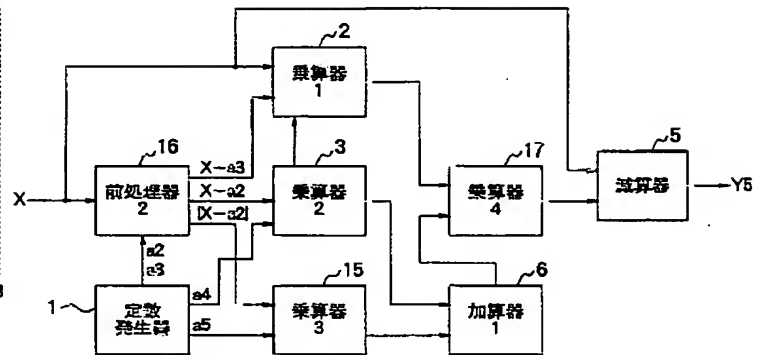 2
乗算器
1
5
減算器
Y5
16
X-a3
3
17
X
前処理器
2
X-a2
乗算器
2
乗算器
4
|X-a2|
a2
a3
15
6
1
定数
発生器
a4
a5
乗算器
3
加算器
1